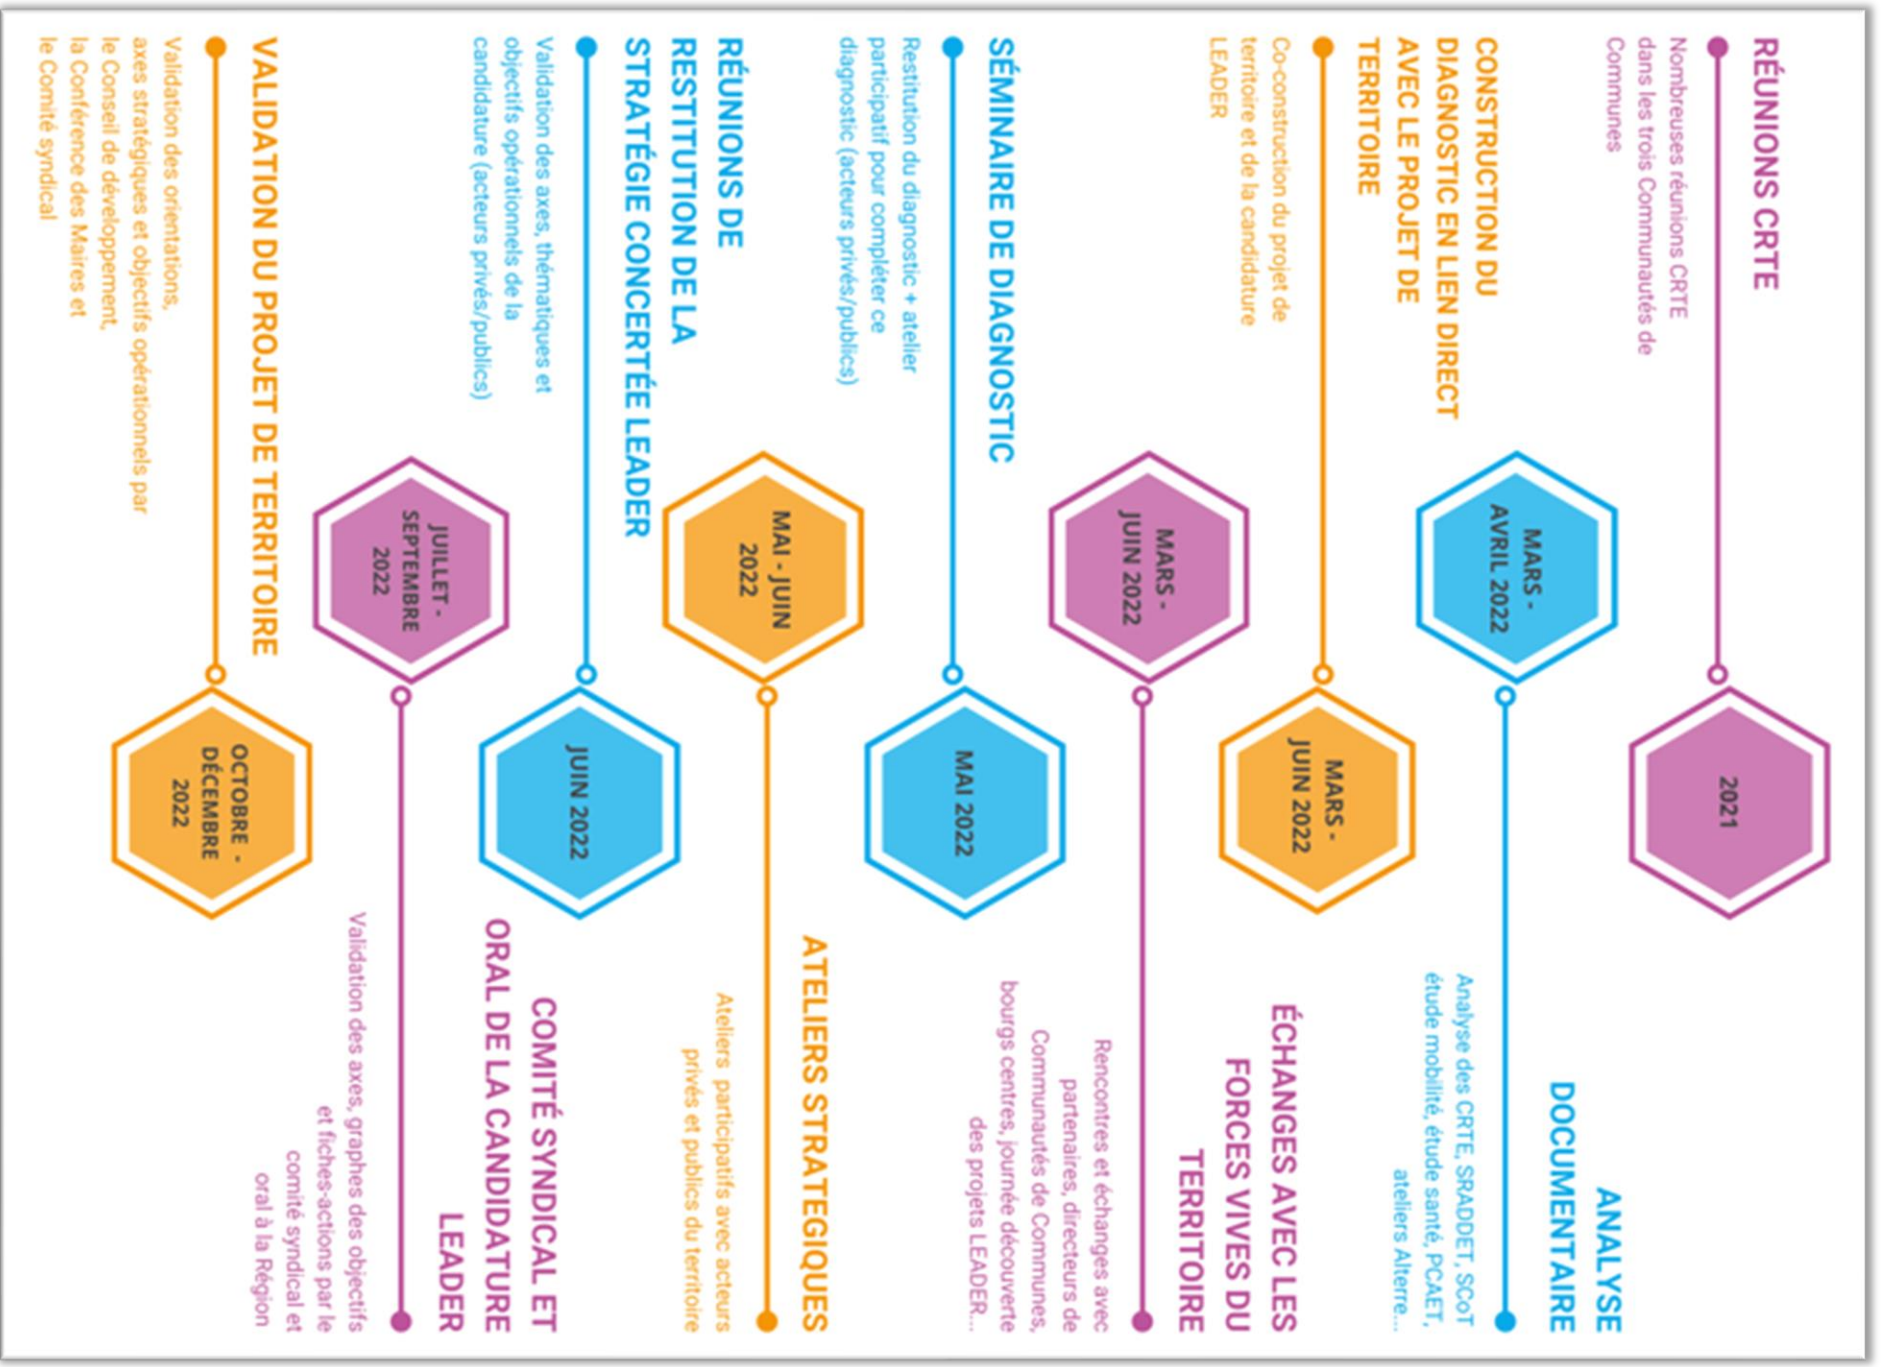 RÉUNIONS CRTE
Nombreuses réunions CRTE
dans les trois Communautés de
Communes
2021
ANALYSE
DOCUMENTAIRE
Analyse des CRTE, SRADDET, SCoT
étude mobilité, étude santé, PCAET,
ateliers Alterre...
MARS -
AVRIL 2022
CONSTRUCTION DU
DIAGNOSTIC EN LIEN DIRECT
AVEC LE PROJET DE
TERRITOIRE
Co-construction du projet de
territoire et de la candidature
LEADER
MARS -
JUIN 2022
ÉCHANGES AVEC LES
FORCES VIVES DU
TERRITOIRE
Rencontres et échanges avec
partenaires, directeurs de
Communautés de Communes,
bourgs centres, journée découverte
des projets LEADER...
MARS -
JUIN 2022
SÉMINAIRE DE DIAGNOSTIC
Restitution du diagnostic + atelier
participatif pour compléter ce
diagnostic (acteurs privés/publics)
MAI 2022
ATELIERS STRATEGIQUES
Ateliers participatifs avec acteurs
privés et publics du territoire
MAI - JUIN
2022
RÉUNIONS DE
RESTITUTION DE LA
STRATÉGIE CONCERTÉE LEADER
Validation des axes, thématiques et
objectifs opérationnels de la
candidature (acteurs privés/publics)
JUIN 2022
COMITÉ SYNDICAL ET
ORAL DE LA CANDIDATURE
LEADER
Validation des axes, graphes des objectifs
et fiches-actions par le
comité syndical et
oral à la Région
JUILLET -
SEPTEMBRE
2022
VALIDATION DU PROJET DE TERRITOIRE
Validation des orientations,
axes stratégiques et objectifs opérationnels par
le Conseil de développement,
la Conférence des Maires et
le Comité syndical
OCTOBRE -
DÉCEMBRE
2022